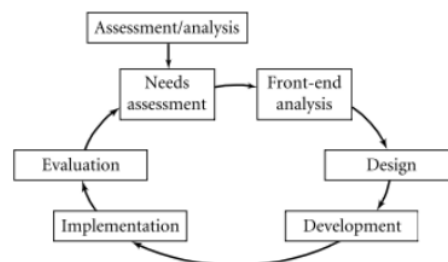 Assessment/analysis
Needs
assessment
Front-end
analysis
Evaluation
Design
Implementation
Development